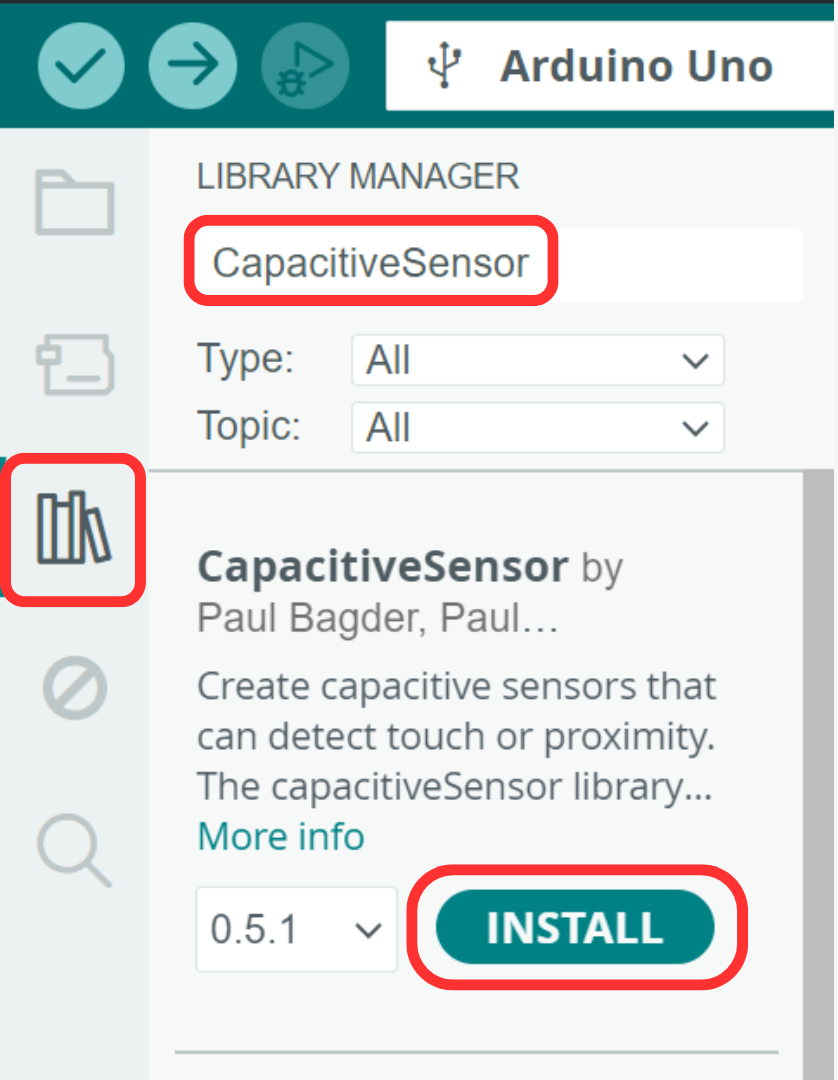 Arduino Uno
LIBRARY MANAGER
CapacitiveSensor
Type: All
Topic: All
CapacitiveSensor by
Paul Bagder, Paul…
Create capacitive sensors that
can detect touch or proximity.
The capacitiveSensor library...
More info
0.5.1 INSTALL